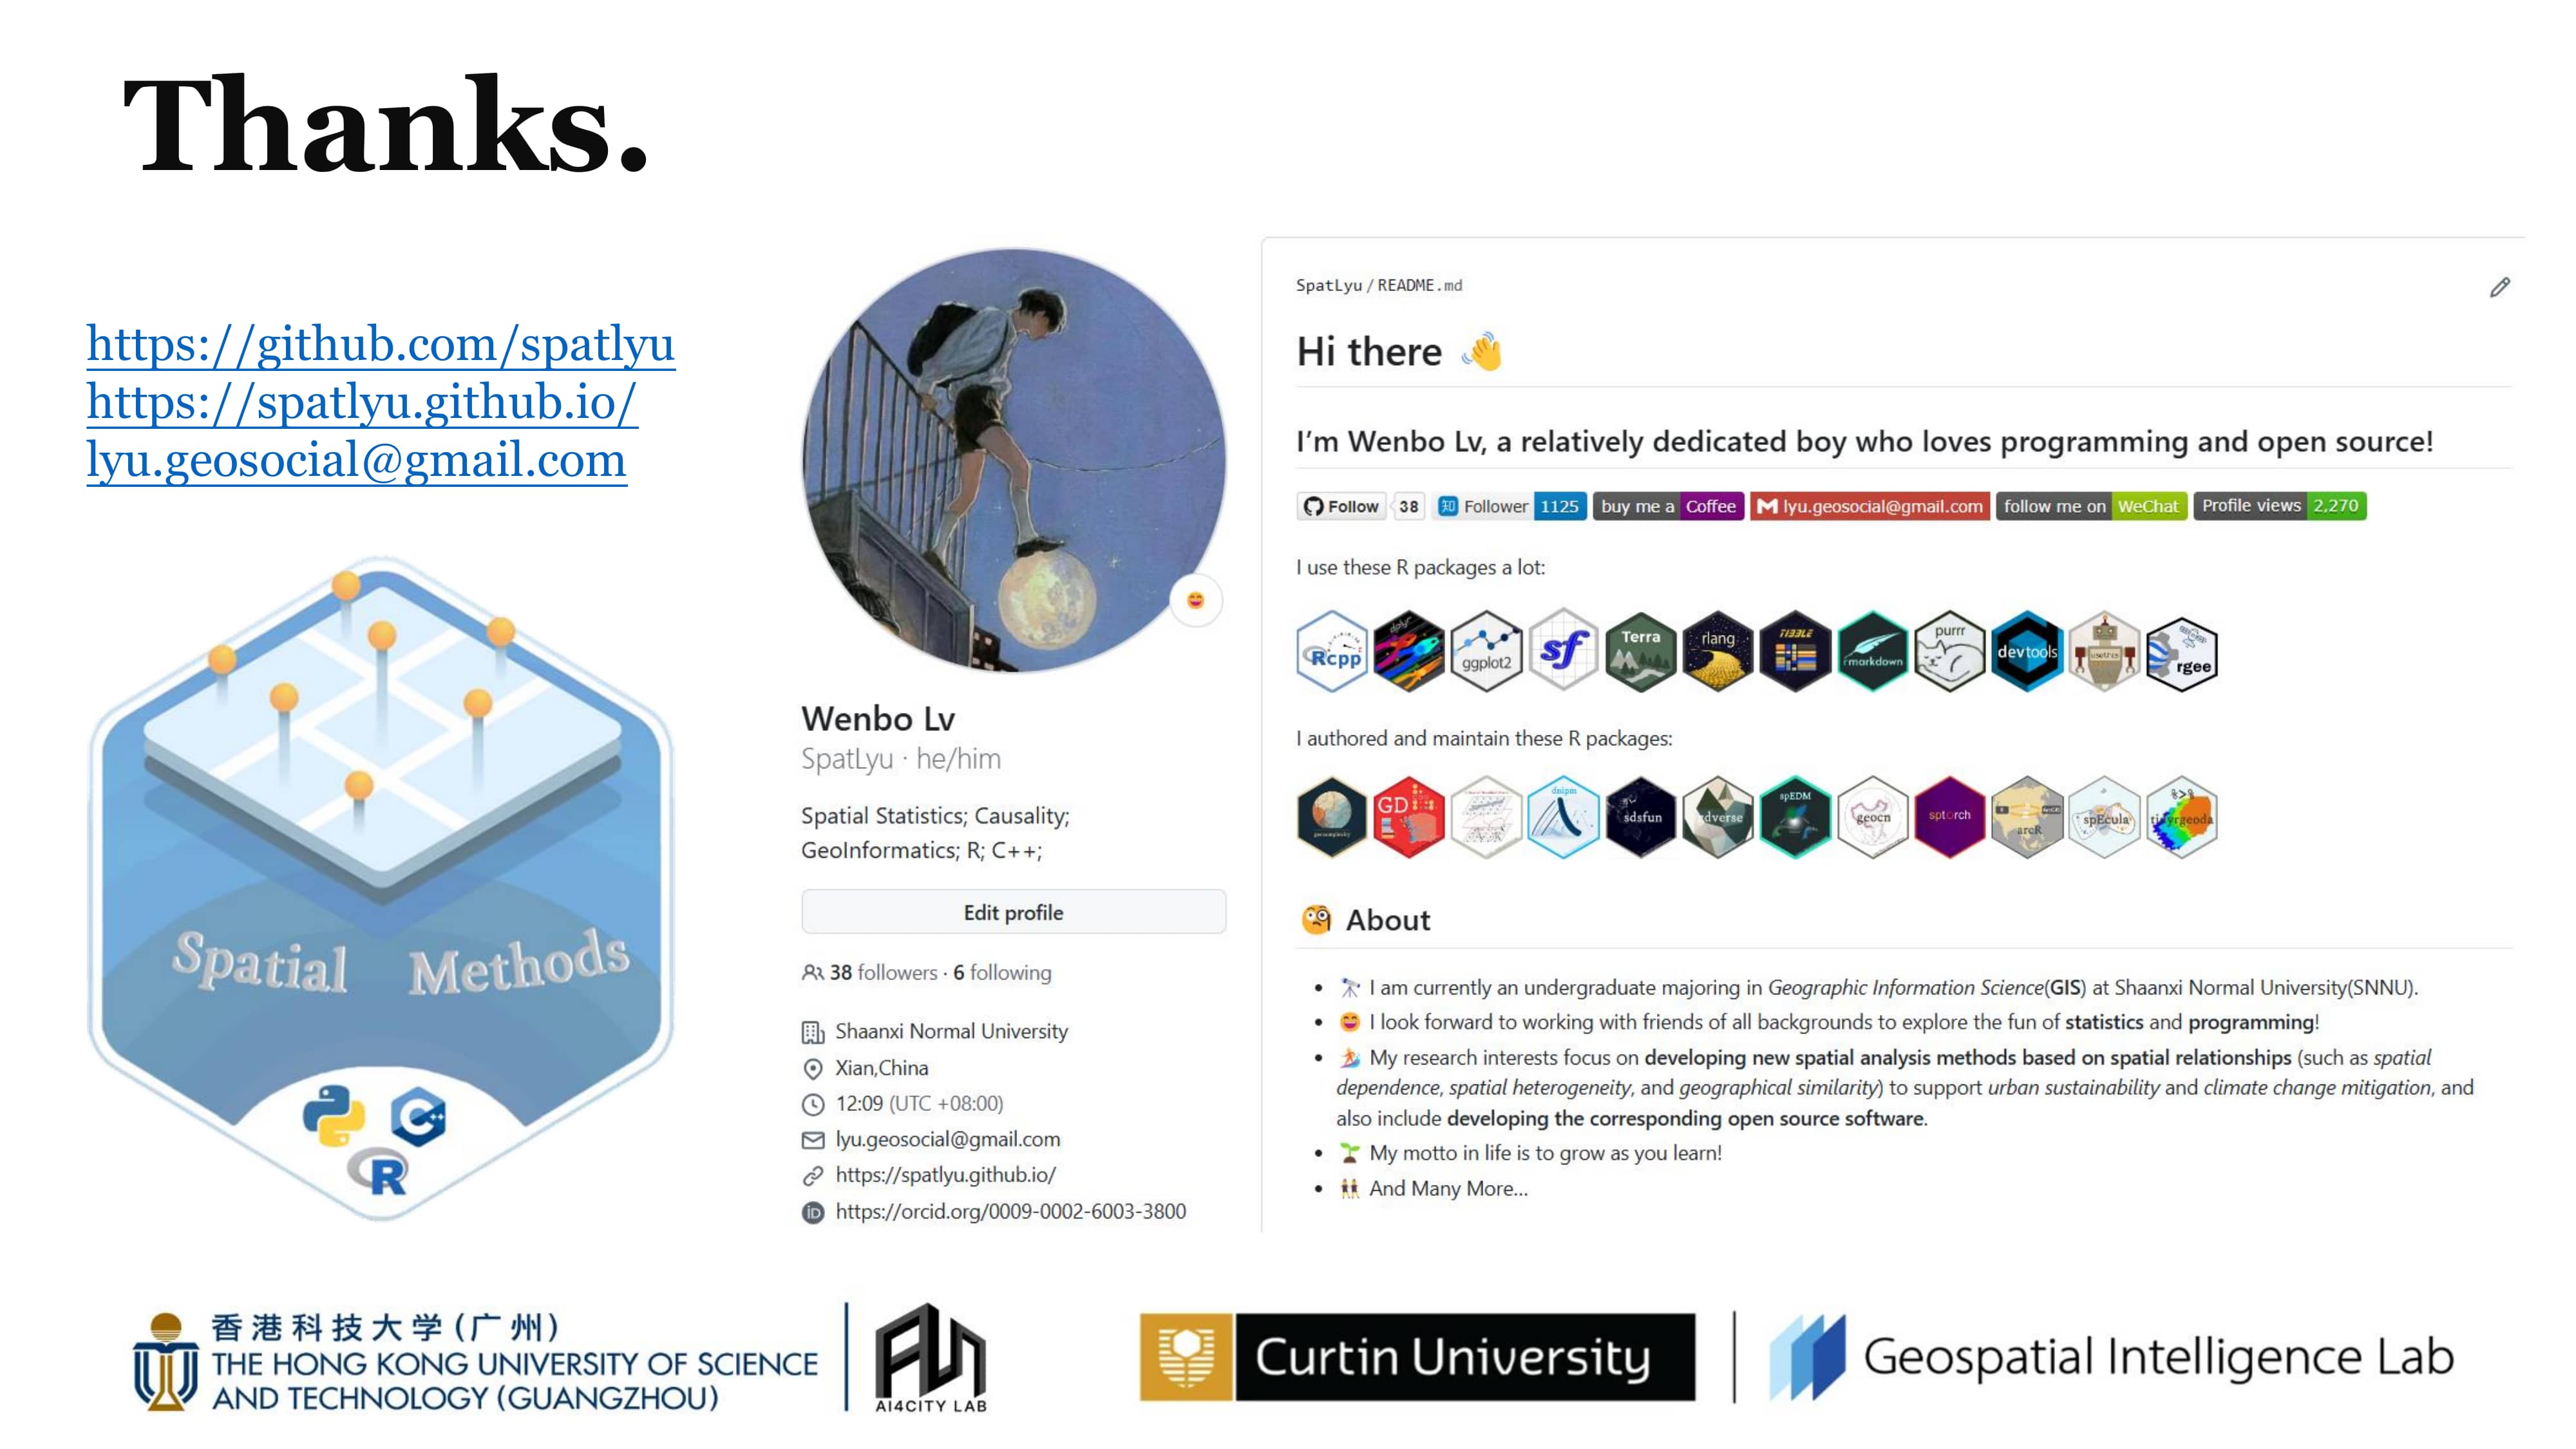 Thanks.
https://github.com/spatlyu
https://spatlyu.github.io/
lyu.geosocial@gmail.com
Spatial Methods
Wenbo Lv
SpatLyu · he/him
Spatial Statistics; Causality;
GeoInformatics; R; C++;
Edit profile
38 followers · 6 following
Shaanxi Normal University
Xian,China
12:09 (UTC +08:00)
lyu.geosocial@gmail.com
https://spatlyu.github.io/
https://orcid.org/0009-0002-6003-3800
SpatLyu / README.md
Hi there 👋
I'm Wenbo Lv, a relatively dedicated boy who loves programming and open source!
Follow 38 知 Follower 1125 buy me a Coffee lyu.geosocial@gmail.com follow me on WeChat Profile views 2,270
I use these R packages a lot:
Rcpp dplyr ggplot2 sf Terra rlang TIBBLE rmarkdown purrr devtools usethis rgee
I authored and maintain these R packages:
GD dnipm sdsfun gdverse spEDM geocn sptorch arcR spEcula tidyrgeoda
🧐 About
• 🔭 I am currently an undergraduate majoring in Geographic Information Science(GIS) at Shaanxi Normal University(SNNU).
• 😄 I look forward to working with friends of all backgrounds to explore the fun of statistics and programming!
• 🏄 My research interests focus on developing new spatial analysis methods based on spatial relationships (such as spatial
dependence, spatial heterogeneity, and geographical similarity) to support urban sustainability and climate change mitigation, and
also include developing the corresponding open source software.
• 🌱 My motto in life is to grow as you learn!
• 👯 And Many More...
香港科技大学(广州)
THE HONG KONG UNIVERSITY OF SCIENCE
AND TECHNOLOGY (GUANGZHOU)
AI4CITY LAB
Curtin University
Geospatial Intelligence Lab